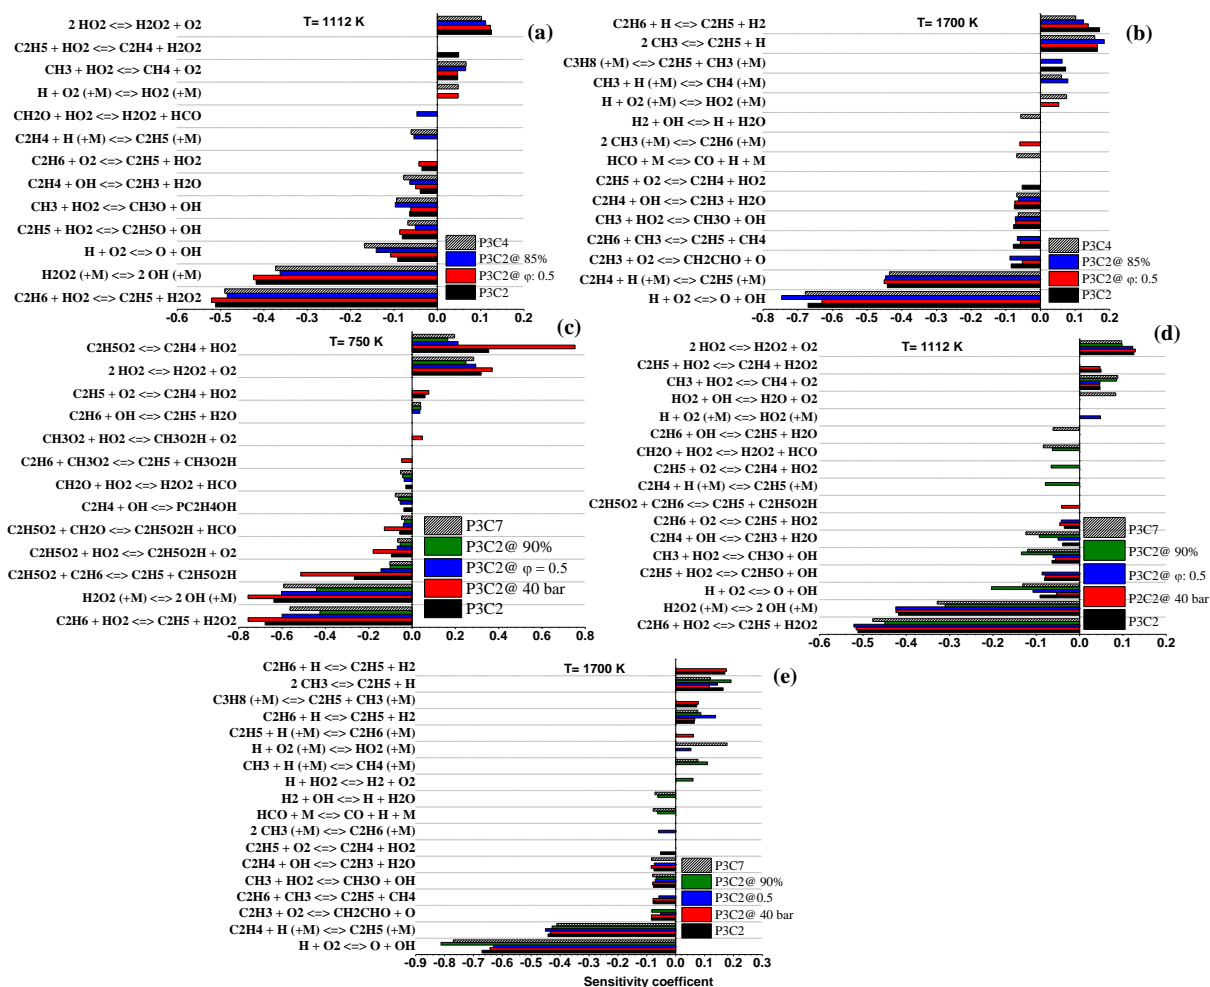 T= 1112 K
(a)
2 HO2 <=> H2O2 + O2
C2H5 + HO2 <=> C2H4 + H2O2
CH3 + HO2 <=> CH4 + O2
H + O2 (+M) <=> HO2 (+M)
CH2O + HO2 <=> H2O2 + HCO
C2H4 + H (+M) <=> C2H5 (+M)
C2H6 + O2 <=> C2H5 + HO2
C2H4 + OH <=> C2H3 + H2O
CH3 + HO2 <=> CH3O + OH
C2H5 + HO2 <=> C2H5O + OH
H + O2 <=> O + OH
H2O2 (+M) <=> 2 OH (+M)
C2H6 + HO2 <=> C2H5 + H2O2
P3C4
P3C2@ 85%
P3C2@ φ: 0.5
P3C2
-0.6 -0.5 -0.4 -0.3 -0.2 -0.1 0.0 0.1 0.2
T= 1700 K
(b)
C2H6 + H <=> C2H5 + H2
2 CH3 <=> C2H5 + H
C3H8 (+M) <=> C2H5 + CH3 (+M)
CH3 + H (+M) <=> CH4 (+M)
H + O2 (+M) <=> HO2 (+M)
H2 + OH <=> H + H2O
2 CH3 (+M) <=> C2H6 (+M)
HCO + M <=> CO + H + M
C2H5 + O2 <=> C2H4 + HO2
C2H4 + OH <=> C2H3 + H2O
CH3 + HO2 <=> CH3O + OH
C2H6 + CH3 <=> C2H5 + CH4
C2H3 + O2 <=> CH2CHO + O
C2H4 + H (+M) <=> C2H5 (+M)
H + O2 <=> O + OH
P3C4
P3C2@ 85%
P3C2@ φ: 0.5
P3C2
-0.8 -0.7 -0.6 -0.5 -0.4 -0.3 -0.2 -0.1 0.0 0.1 0.2
T= 750 K
(c)
C2H5O2 <=> C2H4 + HO2
2 HO2 <=> H2O2 + O2
C2H5 + O2 <=> C2H4 + HO2
C2H6 + OH <=> C2H5 + H2O
CH3O2 + HO2 <=> CH3O2H + O2
C2H6 + CH3O2 <=> C2H5 + CH3O2H
CH2O + HO2 <=> H2O2 + HCO
C2H4 + OH <=> PC2H4OH
C2H5O2 + CH2O <=> C2H5O2H + HCO
C2H5O2 + HO2 <=> C2H5O2H + O2
C2H5O2 + C2H6 <=> C2H5 + C2H5O2H
H2O2 (+M) <=> 2 OH (+M)
C2H6 + HO2 <=> C2H5 + H2O2
P3C7
P3C2@ 90%
P3C2@ φ = 0.5
P3C2@ 40 bar
P3C2
-0.8 -0.6 -0.4 -0.2 0.0 0.2 0.4 0.6 0.8
T= 1112 K
(d)
2 HO2 <=> H2O2 + O2
C2H5 + HO2 <=> C2H4 + H2O2
CH3 + HO2 <=> CH4 + O2
HO2 + OH <=> H2O + O2
H + O2 (+M) <=> HO2 (+M)
C2H6 + OH <=> C2H5 + H2O
CH2O + HO2 <=> H2O2 + HCO
C2H5 + O2 <=> C2H4 + HO2
C2H4 + H (+M) <=> C2H5 (+M)
C2H5O2 + C2H6 <=> C2H5 + C2H5O2H
C2H6 + O2 <=> C2H5 + HO2
C2H4 + OH <=> C2H3 + H2O
CH3 + HO2 <=> CH3O + OH
C2H5 + HO2 <=> C2H5O + OH
H + O2 <=> O + OH
H2O2 (+M) <=> 2 OH (+M)
C2H6 + HO2 <=> C2H5 + H2O2
P3C7
P3C2@ 90%
P3C2@ φ: 0.5
P2C2@ 40 bar
P3C2
-0.6 -0.5 -0.4 -0.3 -0.2 -0.1 0.0 0.1 0.2
T= 1700 K
(e)
C2H6 + H <=> C2H5 + H2
2 CH3 <=> C2H5 + H
C3H8 (+M) <=> C2H5 + CH3 (+M)
C2H6 + H <=> C2H5 + H2
C2H5 + H (+M) <=> C2H6 (+M)
H + O2 (+M) <=> HO2 (+M)
CH3 + H (+M) <=> CH4 (+M)
H + HO2 <=> H2 + O2
H2 + OH <=> H + H2O
HCO + M <=> CO + H + M
2 CH3 (+M) <=> C2H6 (+M)
C2H5 + O2 <=> C2H4 + HO2
C2H4 + OH <=> C2H3 + H2O
CH3 + HO2 <=> CH3O + OH
C2H6 + CH3 <=> C2H5 + CH4
C2H3 + O2 <=> CH2CHO + O
C2H4 + H (+M) <=> C2H5 (+M)
H + O2 <=> O + OH
P3C7
P3C2@ 90%
P3C2@0.5
P3C2@ 40 bar
P3C2
-0.9 -0.8 -0.7 -0.6 -0.5 -0.4 -0.3 -0.2 -0.1 0.0 0.1 0.2 0.3
Sensitivity coefficent